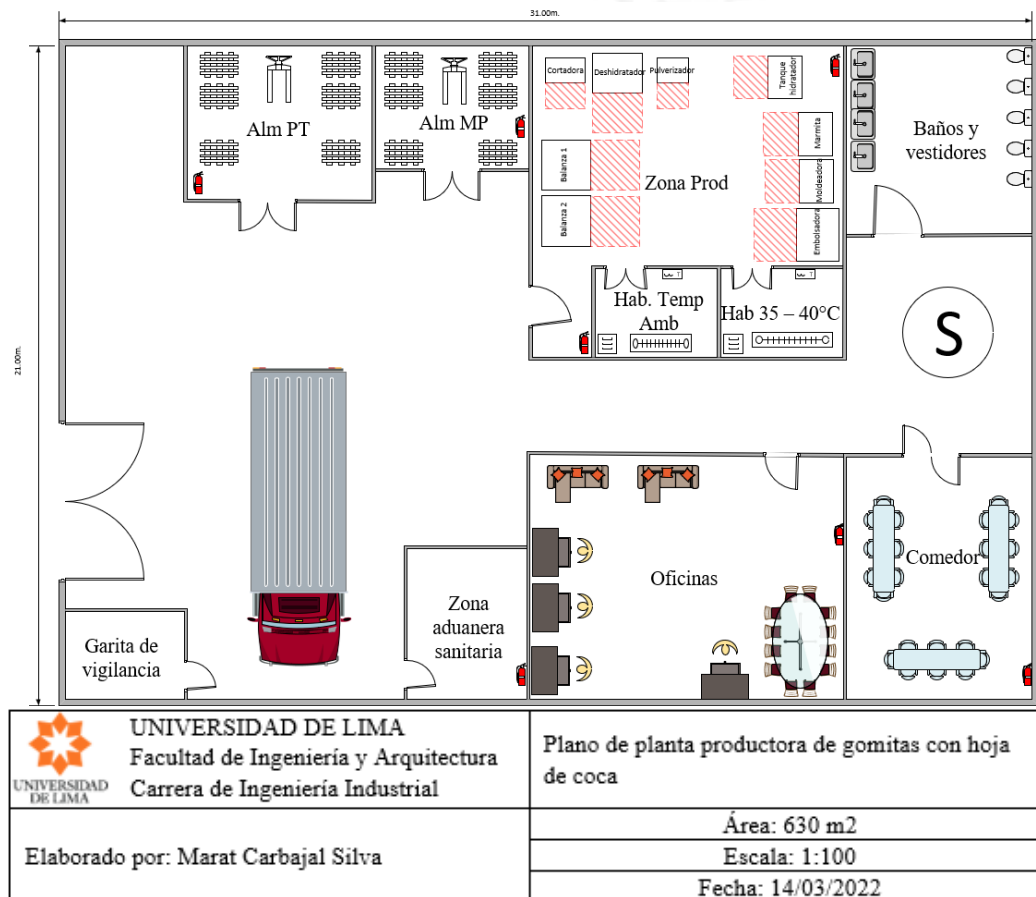 31.00m.
21.00m.
Alm PT
Alm MP
Cortadora
Deshidratador
Pulverizador
Tanque
hidratador
Balanza 1
Balanza 2
Zona Prod
Marmita
Moldeadora
Embolsadora
Baños y
vestidores
Hab. Temp
Amb
T
Hab 35 – 40°C
T
S
Garita de
vigilancia
Zona
aduanera
sanitaria
Oficinas
Comedor
UNIVERSIDAD
DE LIMA
UNIVERSIDAD DE LIMA
Facultad de Ingeniería y Arquitectura
Carrera de Ingeniería Industrial
Plano de planta productora de gomitas con hoja
de coca
Elaborado por: Marat Carbajal Silva
Área: 630 m2
Escala: 1:100
Fecha: 14/03/2022